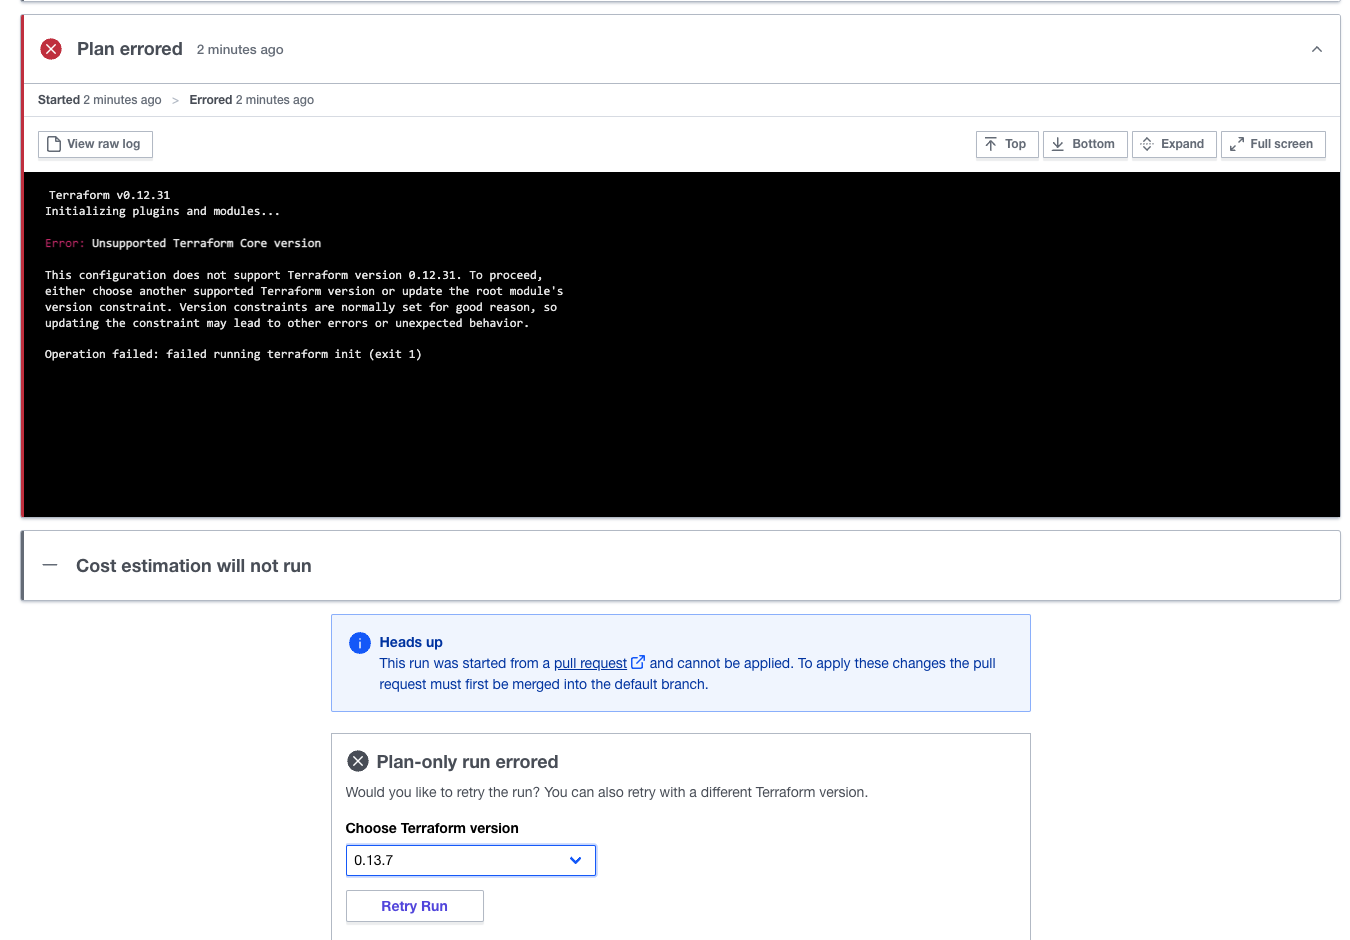 Plan errored 2 minutes ago
Started 2 minutes ago > Errored 2 minutes ago
View raw log Top Bottom Expand Full screen
Terraform v0.12.31
Initializing plugins and modules...
Error: Unsupported Terraform Core version
This configuration does not support Terraform version 0.12.31. To proceed,
either choose another supported Terraform version or update the root module's
version constraint. Version constraints are normally set for good reason, so
updating the constraint may lead to other errors or unexpected behavior.
Operation failed: failed running terraform init (exit 1)
Cost estimation will not run
Heads up
This run was started from a pull request and cannot be applied. To apply these changes the pull
request must first be merged into the default branch.
Plan-only run errored
Would you like to retry the run? You can also retry with a different Terraform version.
Choose Terraform version
0.13.7
Retry Run